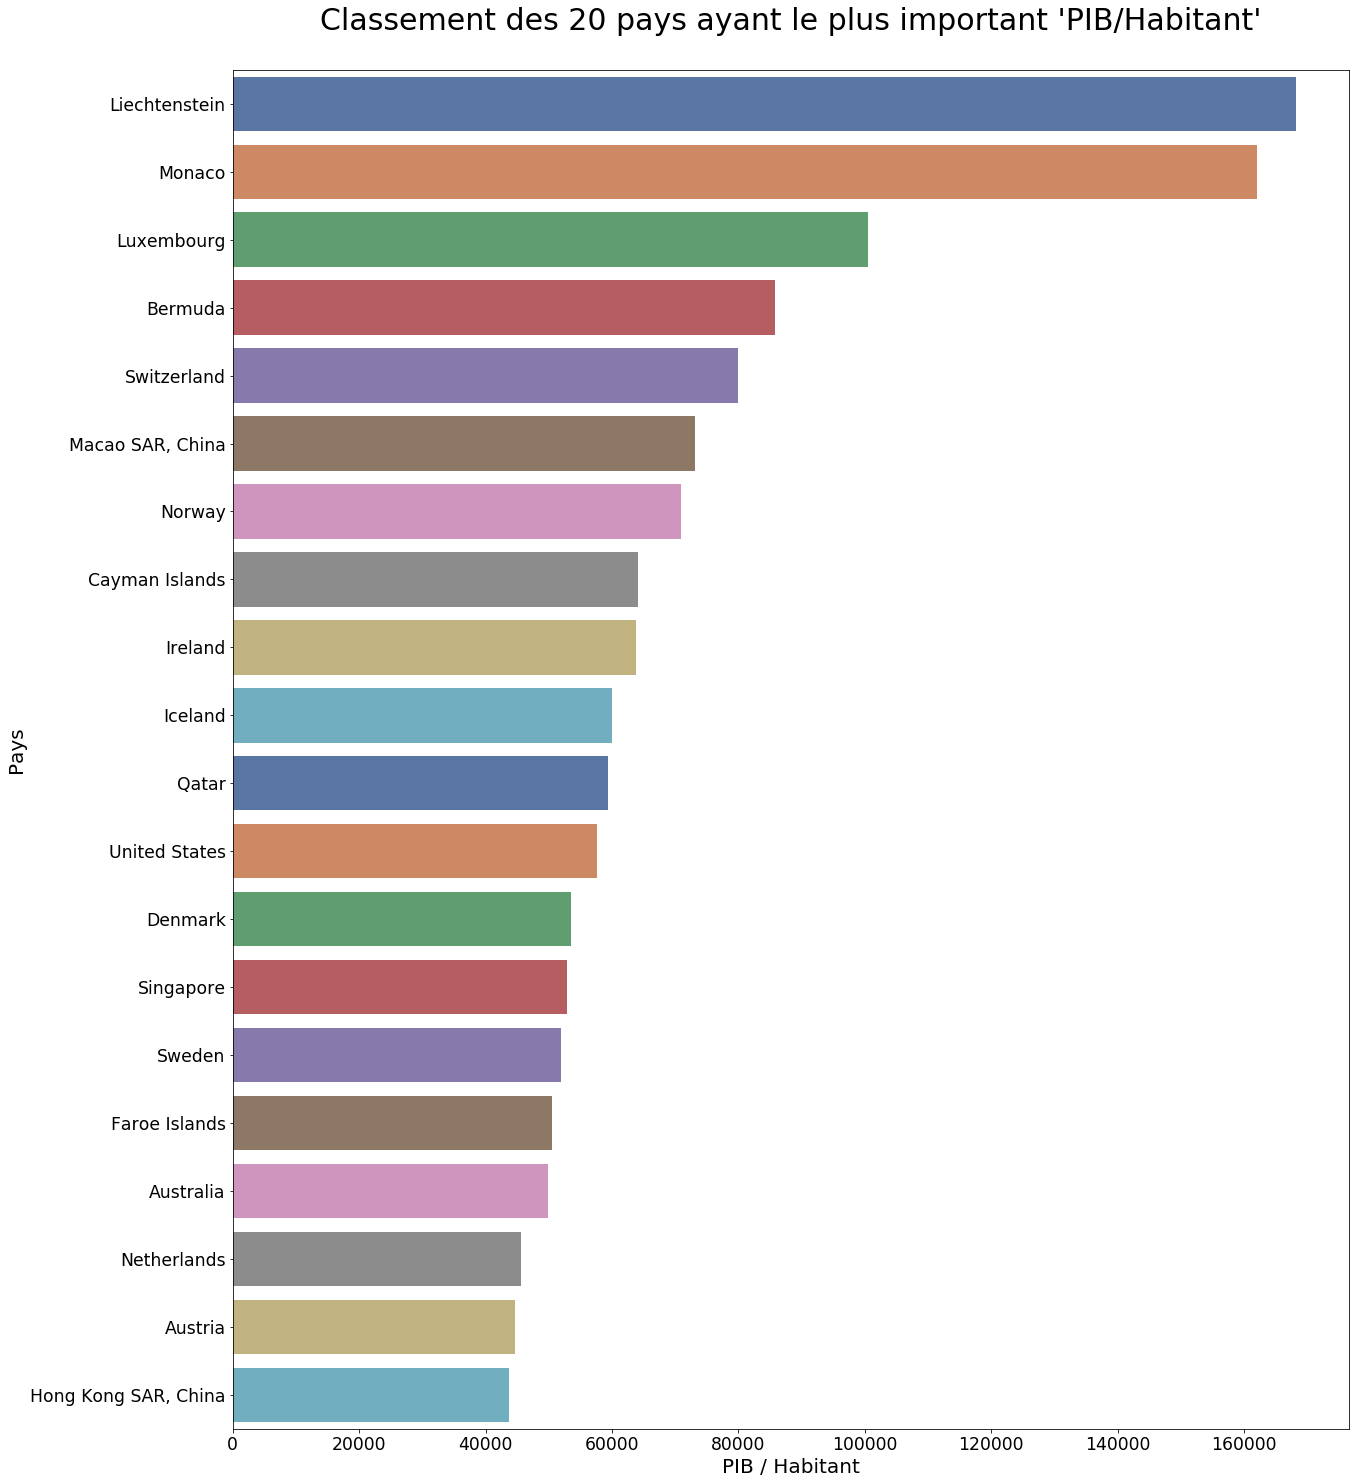 Classement des 20 pays ayant le plus important 'PIB/Habitant'
Liechtenstein
Monaco
Luxembourg
Bermuda
Switzerland
Macao SAR, China
Norway
Cayman Islands
Ireland
Iceland
Qatar
United States
Denmark
Singapore
Sweden
Faroe Islands
Australia
Netherlands
Austria
Hong Kong SAR, China
Pays
0 20000 40000 60000 80000 100000 120000 140000 160000
PIB / Habitant